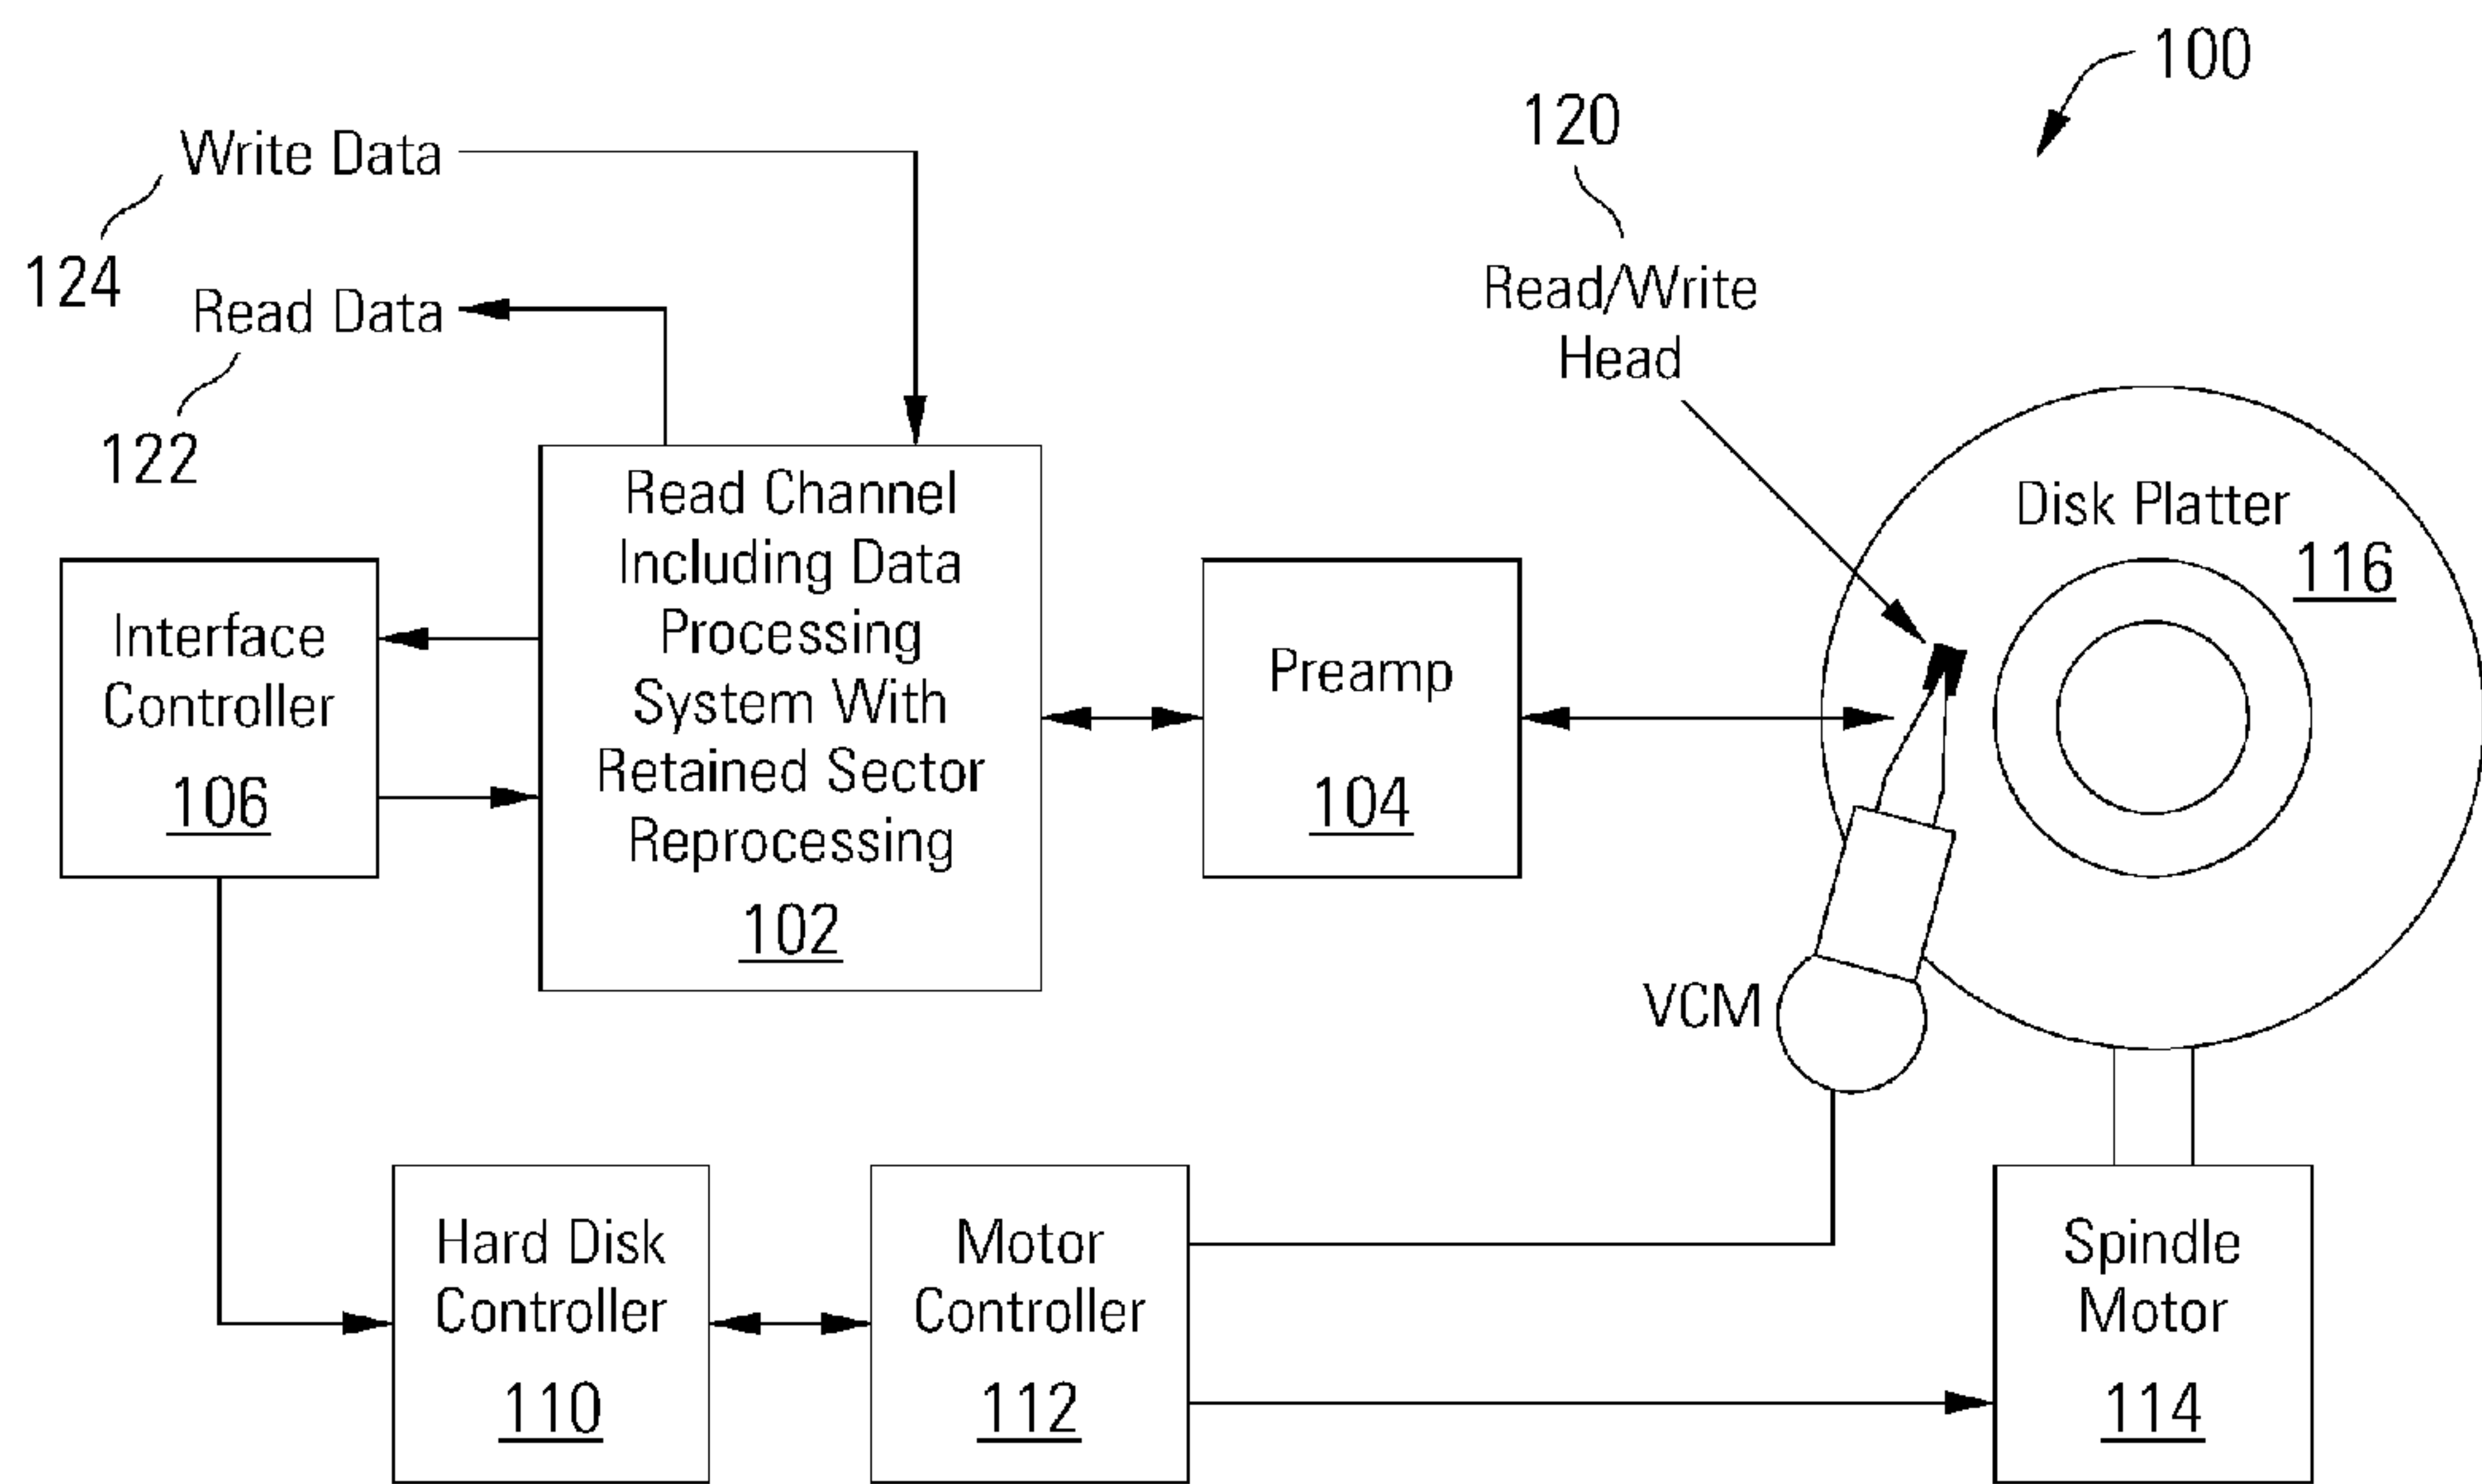 100
120
Write Data
124
Read/Write
Head
Read Data
122
Read Channel
Including Data
Processing
System With
Retained Sector
Reprocessing
102
Disk Platter
116
Interface
Controller
106
Preamp
104
VCM
Hard Disk
Controller
110
Motor
Controller
112
Spindle
Motor
114